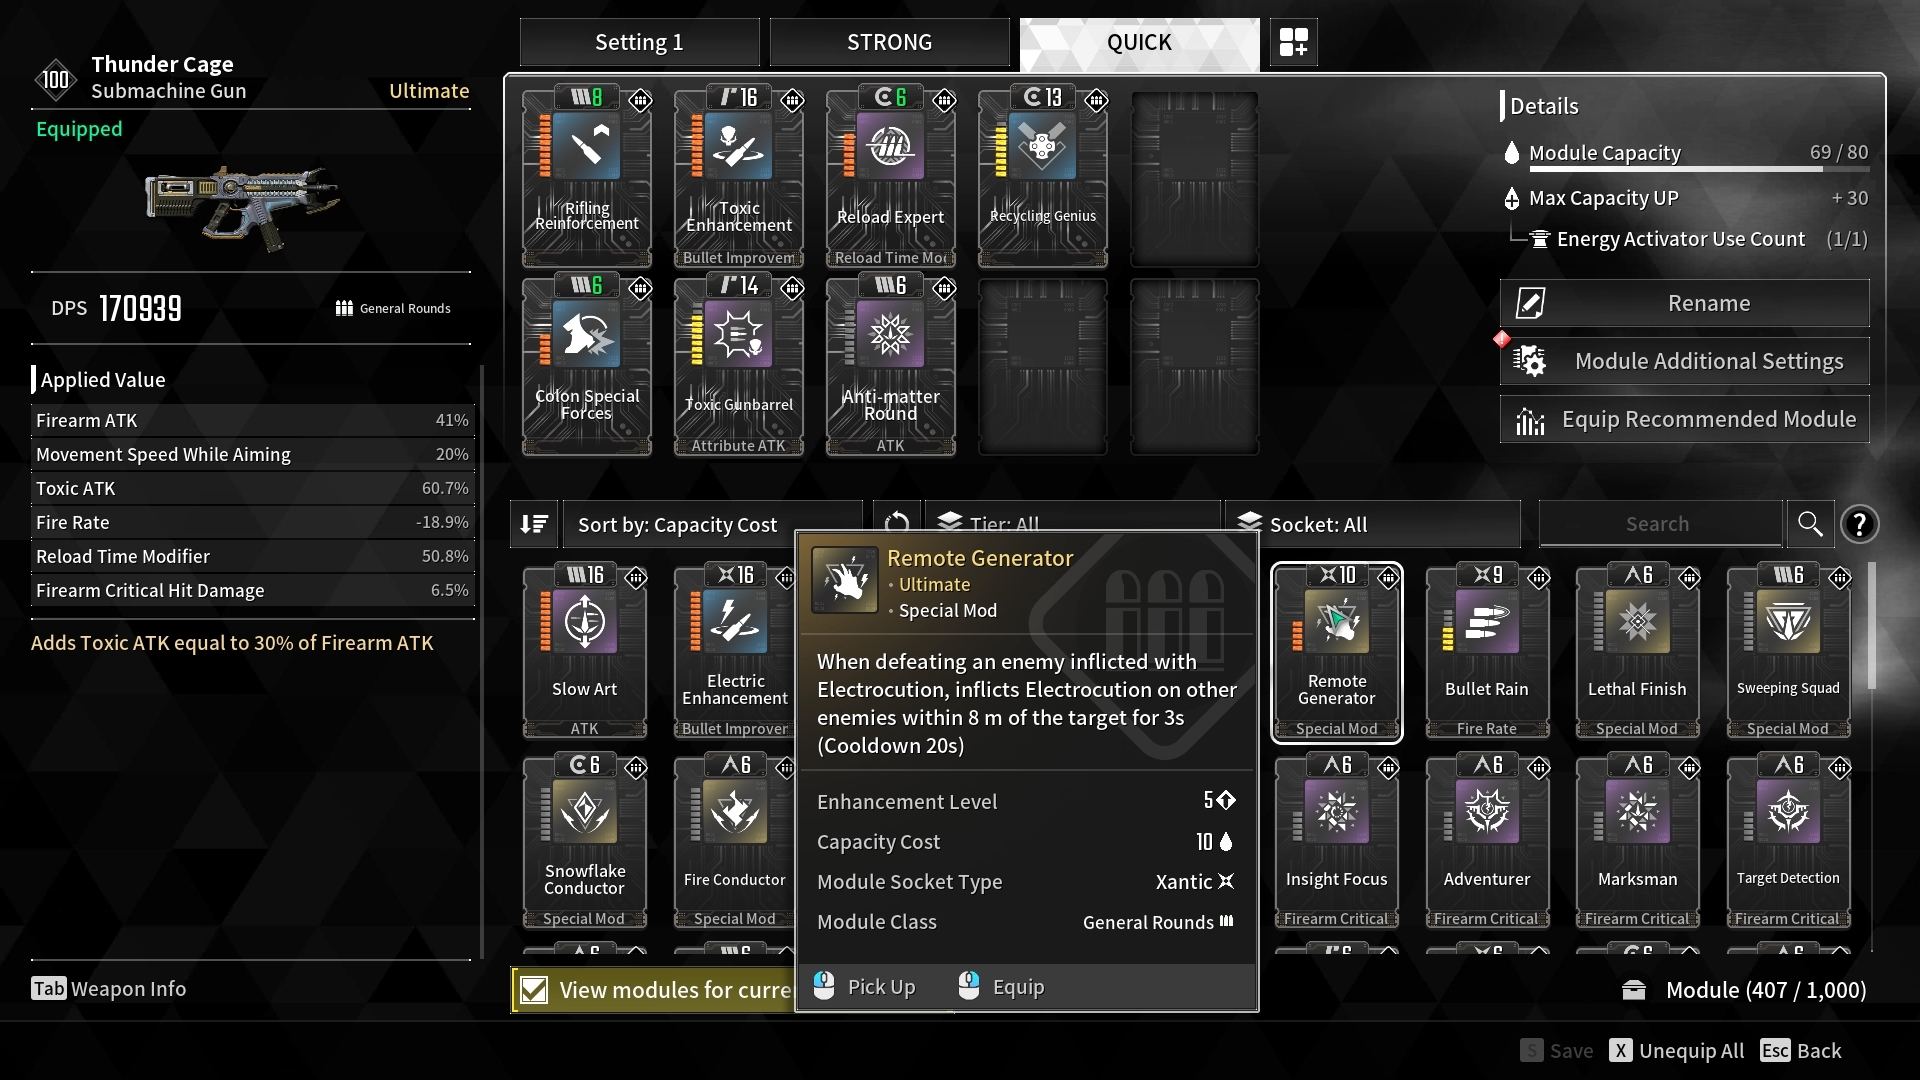 Setting 1
STRONG
QUICK
100
Thunder Cage
Submachine Gun
Ultimate
Equipped
DPS 170939
General Rounds
Applied Value
Firearm ATK 41%
Movement Speed While Aiming 20%
Toxic ATK 60.7%
Fire Rate -18.9%
Reload Time Modifier 50.8%
Firearm Critical Hit Damage 6.5%
Adds Toxic ATK equal to 30% of Firearm ATK
8
Rifling
Reinforcement
16
Toxic
Enhancement
Bullet Improvem
6
Reload Expert
Reload Time Mo
13
Recycling Genius
6
Colon Special
Forces
14
Toxic Gunbarrel
Attribute ATK
6
Anti-matter
Round
ATK
Details
Module Capacity 69 / 80
Max Capacity UP + 30
Energy Activator Use Count (1/1)
Rename
Module Additional Settings
Equip Recommended Module
Sort by: Capacity Cost
Tier: All
Socket: All
Search
?
16
Slow Art
ATK
16
Electric
Enhancement
Bullet Improver
Remote Generator
· Ultimate
· Special Mod
When defeating an enemy inflicted with
Electrocution, inflicts Electrocution on other
enemies within 8 m of the target for 3s
(Cooldown 20s)
Enhancement Level 5
Capacity Cost 10
Module Socket Type Xantic
Module Class General Rounds
Pick Up
Equip
10
Remote
Generator
Special Mod
9
Bullet Rain
Fire Rate
6
Lethal Finish
Special Mod
6
Sweeping Squad
Special Mod
6
Snowflake
Conductor
Special Mod
6
Fire Conductor
Special Mod
6
Insight Focus
Firearm Critical
6
Adventurer
Firearm Critical
6
Marksman
Firearm Critical
6
Target Detection
Firearm Critical
View modules for curre
Module (407 / 1,000)
Tab Weapon Info
S Save
X Unequip All
Esc Back